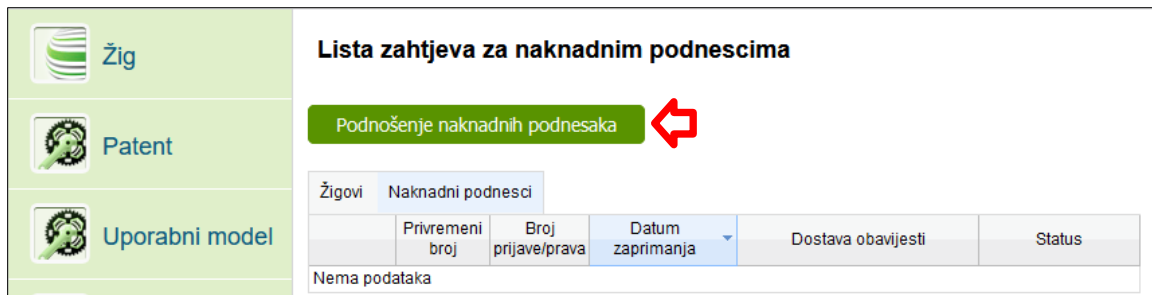 Žig
Patent
Uporabni model
Lista zahtjeva za naknadnim podnescima
Podnošenje naknadnih podnesaka
Žigovi Naknadni podnesci
Privremeni broj Broj prijave/prava Datum zaprimanja Dostava obavijesti Status
Nema podataka